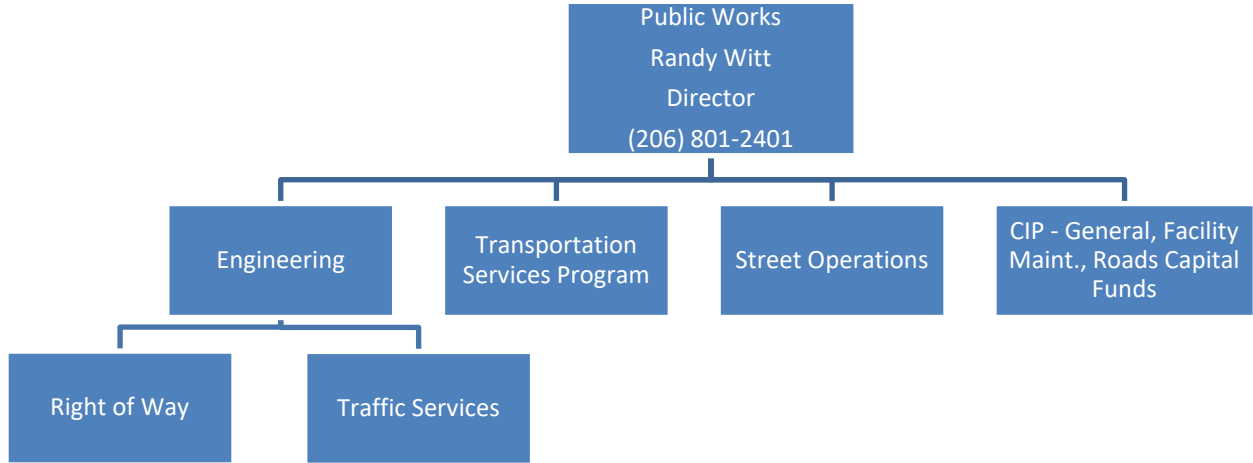 Public Works
Randy Witt
Director
(206) 801-2401
Engineering
Transportation
Services Program
Street Operations
CIP - General, Facility
Maint., Roads Capital
Funds
Right of Way
Traffic Services